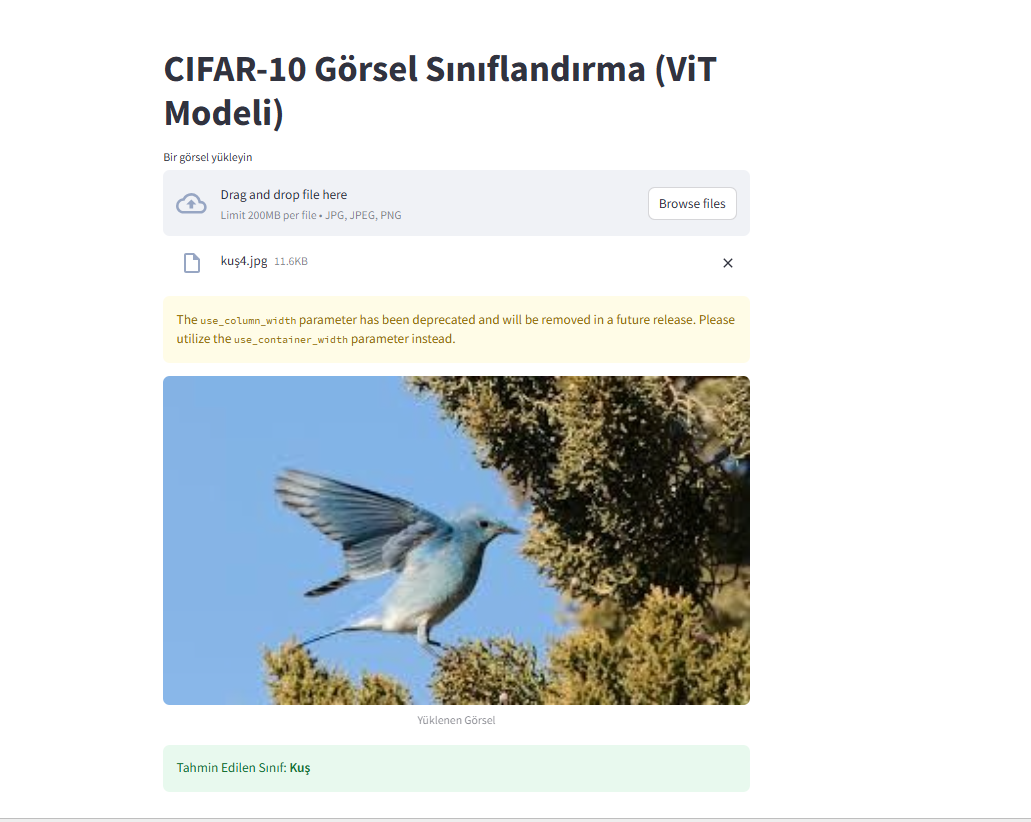 CIFAR-10 Görsel Sınıflandırma (ViT
Modeli)
Bir görsel yükleyin
Drag and drop file here
Limit 200MB per file • JPG, JPEG, PNG
Browse files
kuş4.jpg 11.6KB
The use_column_width parameter has been deprecated and will be removed in a future release. Please
utilize the use_container_width parameter instead.
Yüklenen Görsel
Tahmin Edilen Sınıf: Kuş